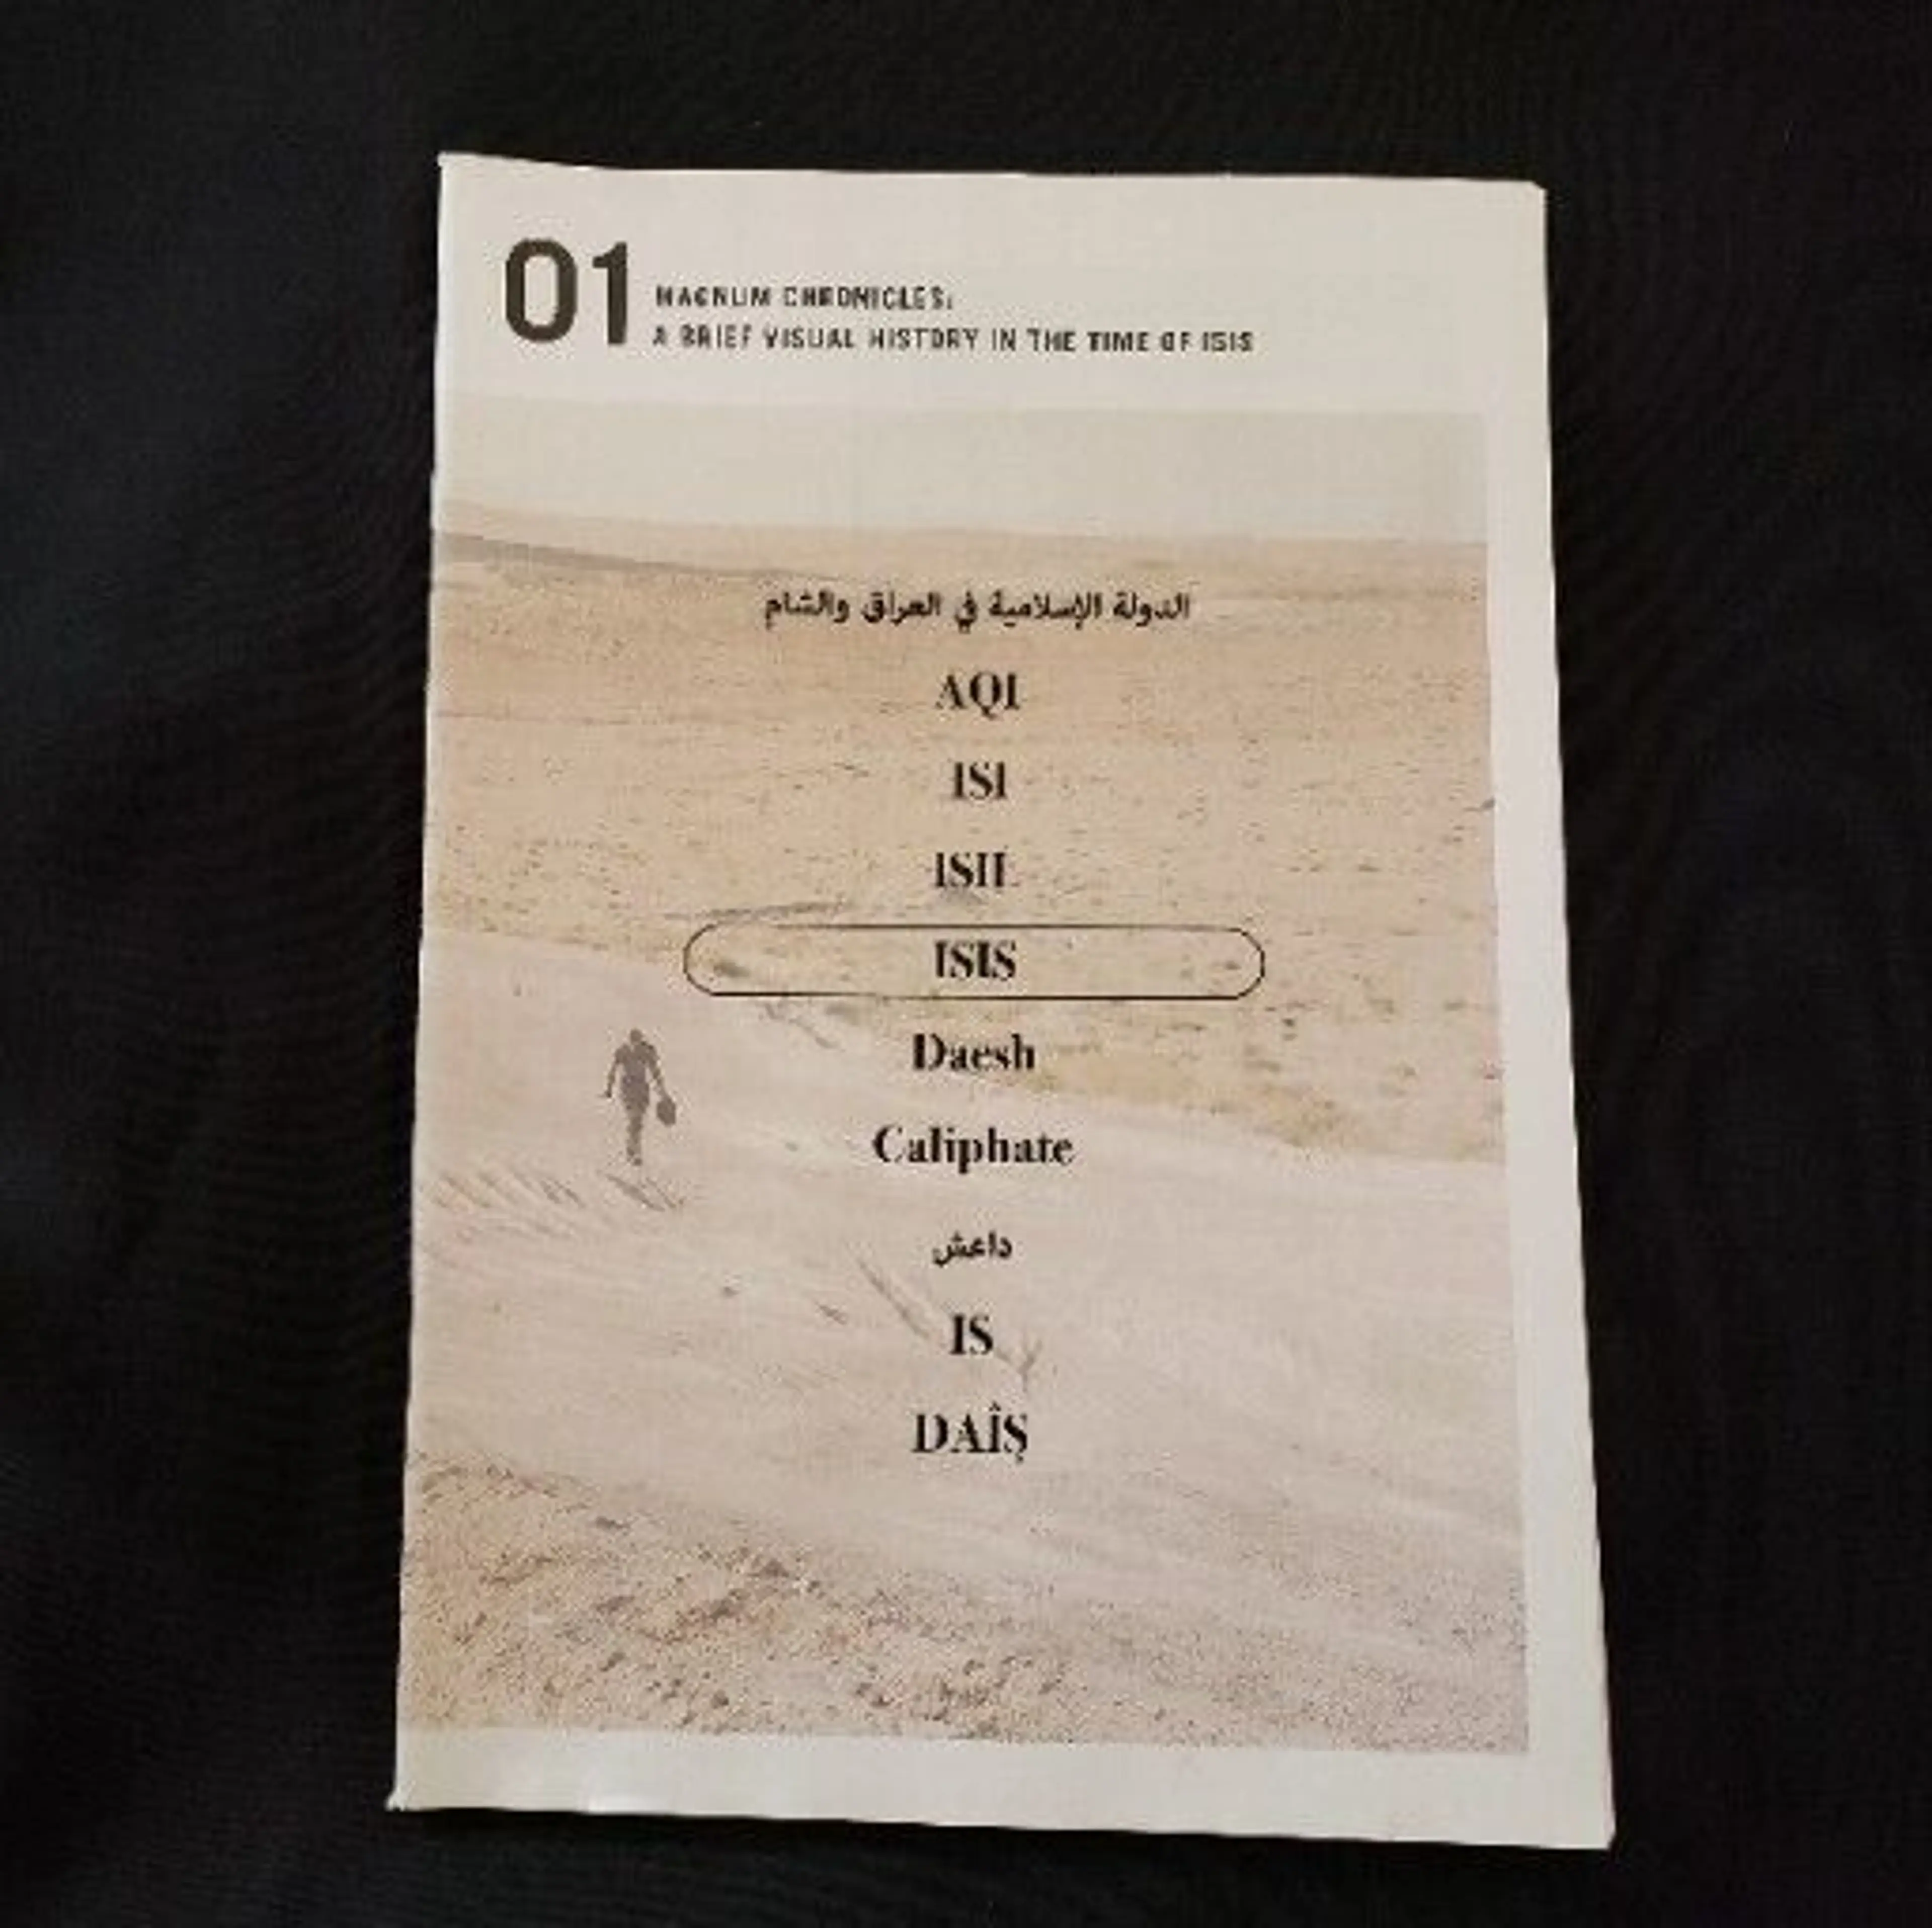 01
MAGNUM CHRONICLES:
A BRIEF VISUAL HISTORY IN THE TIME OF ISIS
الدولة الإسلامية في العراق والشام
AQI
ISI
ISIL
ISIS
Daesh
Caliphate
داعش
IS
DAÎŞ